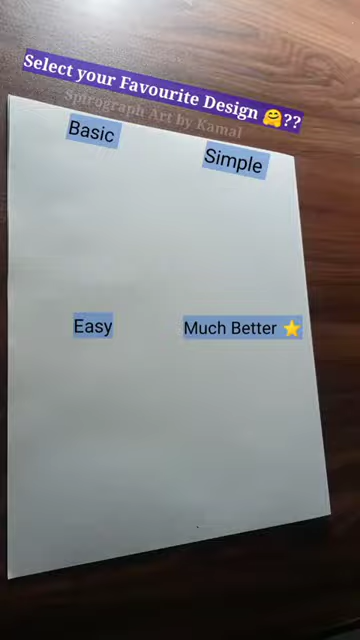 Select your Favourite Design 🤗??
Spirograph Art by Kamal
Basic
Simple
Easy
Much Better ⭐